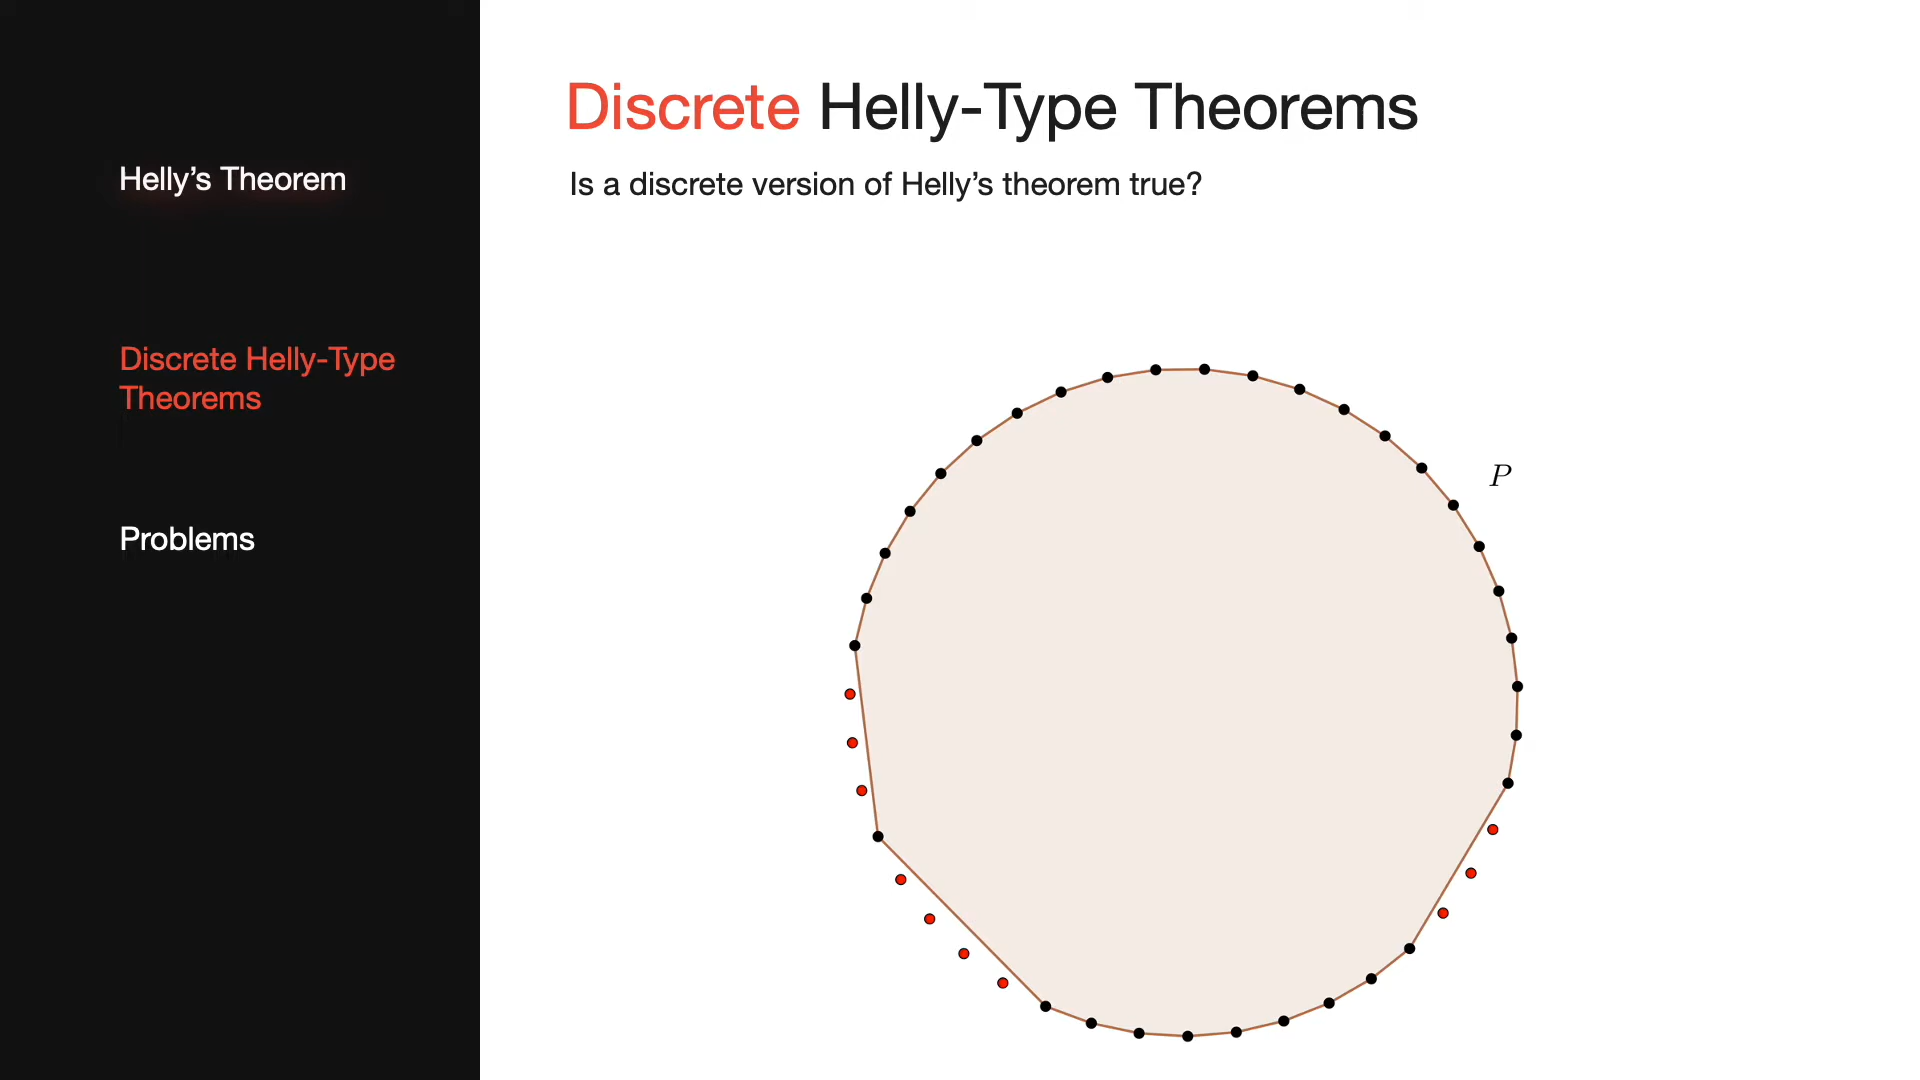 Helly’s Theorem
Discrete Helly-Type
Theorems
Problems
Discrete Helly-Type Theorems
Is a discrete version of Helly’s theorem true?
P